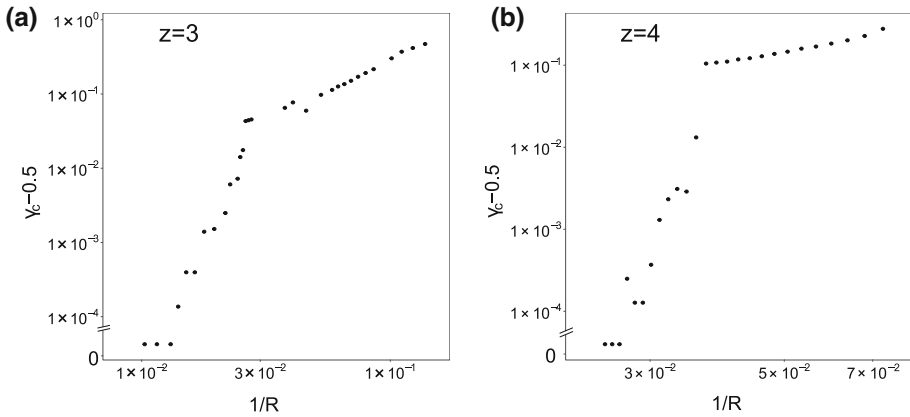 (a)
z=3
1×10⁰
1×10⁻¹
1×10⁻²
1×10⁻³
1×10⁻⁴
0
γc−0.5
1×10⁻²
3×10⁻²
1×10⁻¹
1/R
(b)
z=4
1×10⁻¹
1×10⁻²
1×10⁻³
1×10⁻⁴
0
γc−0.5
3×10⁻²
5×10⁻²
7×10⁻²
1/R